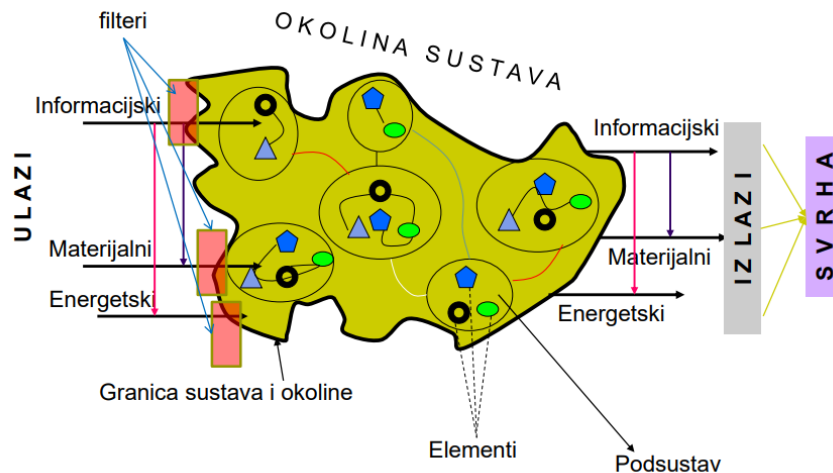 filteri
OKOLINA SUSTAVA
Informacijski
Informacijski
ULAZI
IZLAZI
SVRHA
Materijalni
Materijalni
Energetski
Energetski
Granica sustava i okoline
Elementi
Podsustav